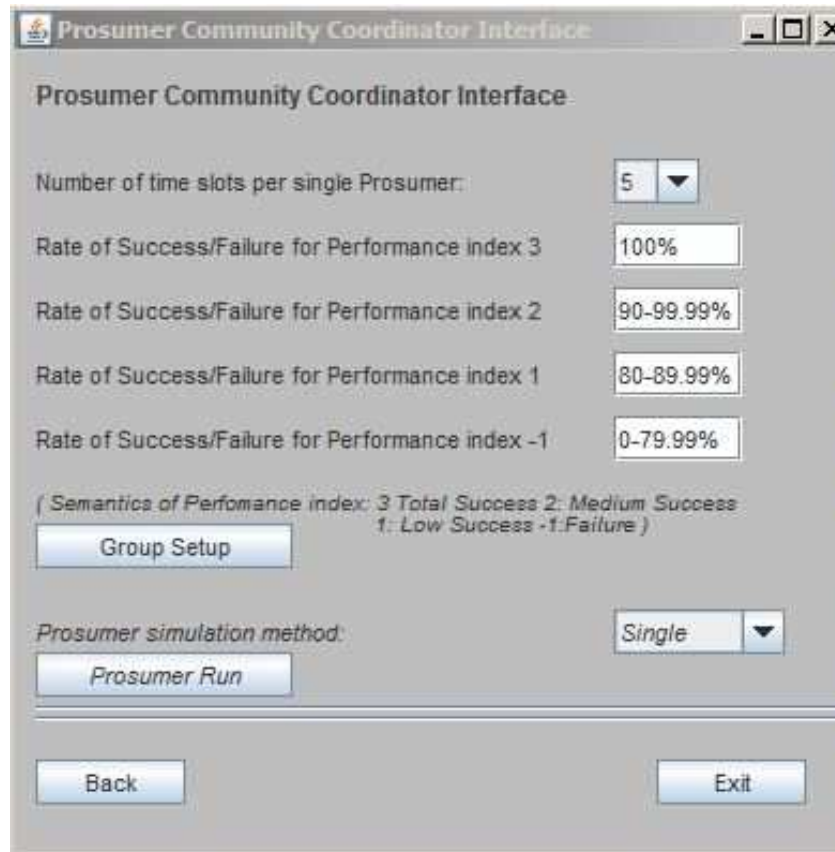 Prosumer Community Coordinator Interface
Prosumer Community Coordinator Interface
Number of time slots per single Prosumer: 5
Rate of Success/Failure for Performance index 3 100%
Rate of Success/Failure for Performance index 2 90-99.99%
Rate of Success/Failure for Performance index 1 80-89.99%
Rate of Success/Failure for Performance index -1 0-79.99%
( Semantics of Perfomance index: 3 Total Success 2: Medium Success
1: Low Success -1:Failure )
Group Setup
Prosumer simulation method: Single
Prosumer Run
Back Exit